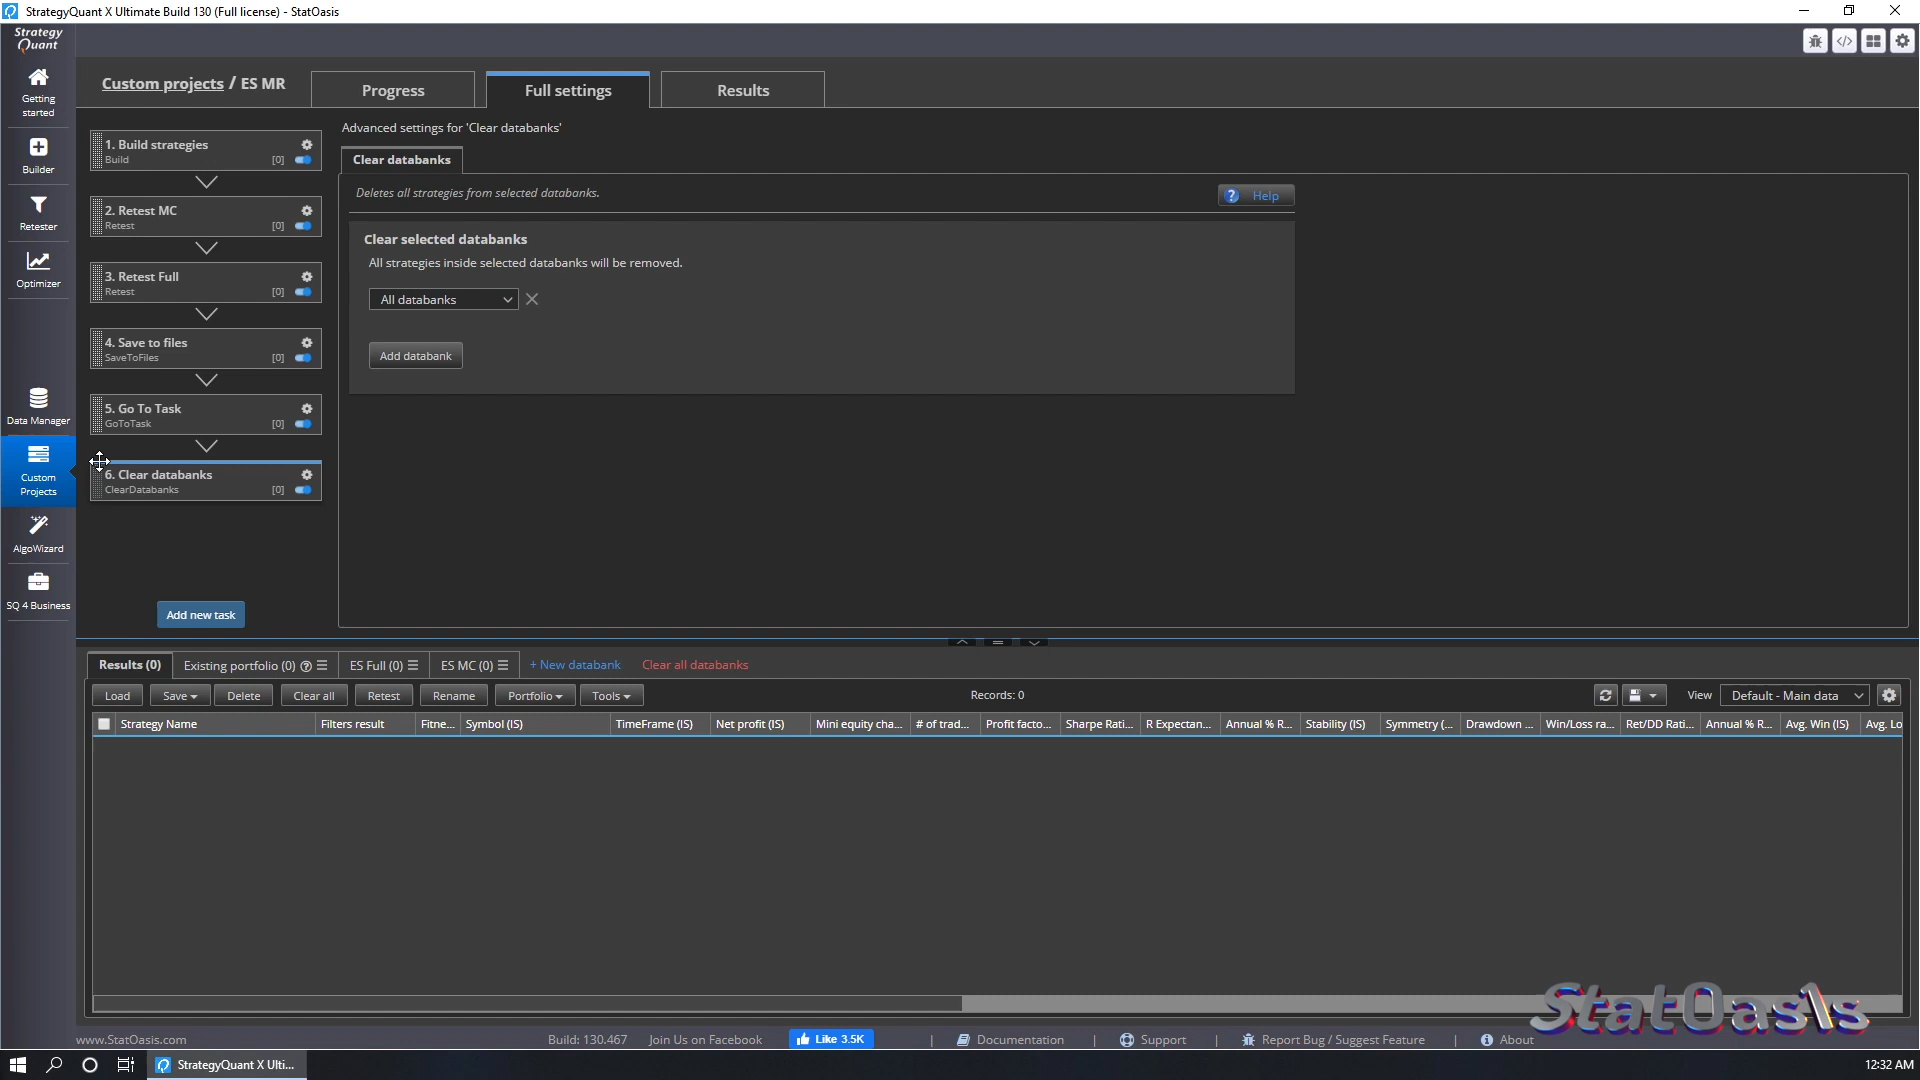 StrategyQuant X Ultimate Build 130 (Full license) - StatOasis
Strategy
Quant
Getting
started
Builder
Retester
Optimizer
Data Manager
Custom
Projects
AlgoWizard
SQ 4 Business
Custom projects / ES MR
Progress
Full settings
Results
1. Build strategies
Build [0]
2. Retest MC
Retest [0]
3. Retest Full
Retest [0]
4. Save to files
SaveToFiles [0]
5. Go To Task
GoToTask [0]
6. Clear databanks
ClearDatabanks [0]
Add new task
Advanced settings for 'Clear databanks'
Clear databanks
Deletes all strategies from selected databanks.
? Help
Clear selected databanks
All strategies inside selected databanks will be removed.
All databanks
Add databank
Results (0) Existing portfolio (0) ? ES Full (0) ES MC (0) + New databank Clear all databanks
Load Save Delete Clear all Retest Rename Portfolio Tools Records: 0 View Default - Main data
Strategy Name Filters result Fitne... Symbol (IS) TimeFrame (IS) Net profit (IS) Mini equity cha... # of trad... Profit facto... Sharpe Rati... R Expectan... Annual % R... Stability (IS) Symmetry (... Drawdown ... Win/Loss ra... Ret/DD Rati... Annual % R... Avg. Win (IS) Avg. Lo
StatOasis
www.StatOasis.com Build: 130.467 Join Us on Facebook Like 3.5K | Documentation | Support | Report Bug / Suggest Feature | About
StrategyQuant X Ulti... 12:32 AM